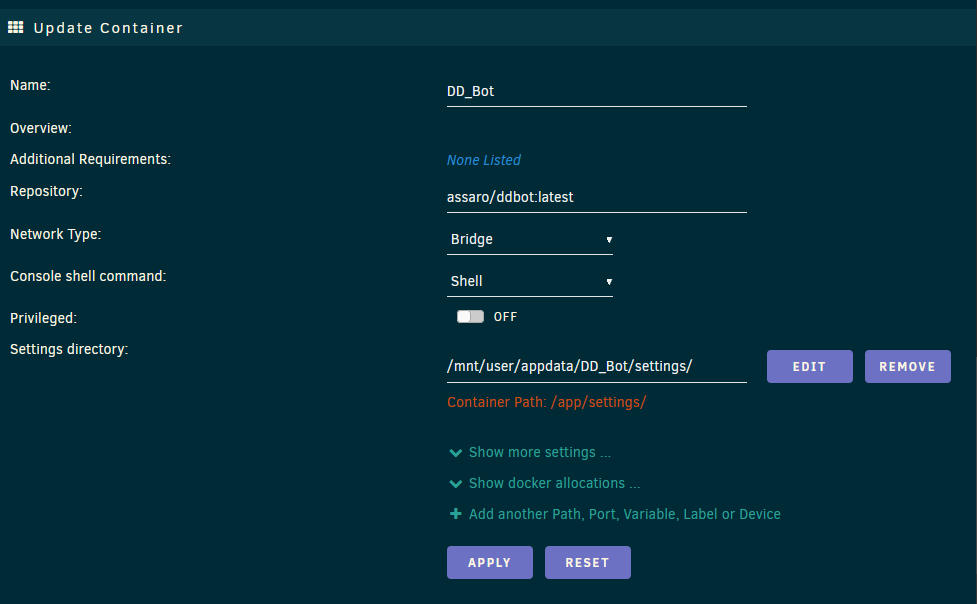 Update Container
Name:
DD_Bot
Overview:
Additional Requirements:
None Listed
Repository:
assaro/ddbot:latest
Network Type:
Bridge
Console shell command:
Shell
Privileged:
OFF
Settings directory:
/mnt/user/appdata/DD_Bot/settings/
EDIT
REMOVE
Container Path: /app/settings/
Show more settings ...
Show docker allocations ...
Add another Path, Port, Variable, Label or Device
APPLY
RESET